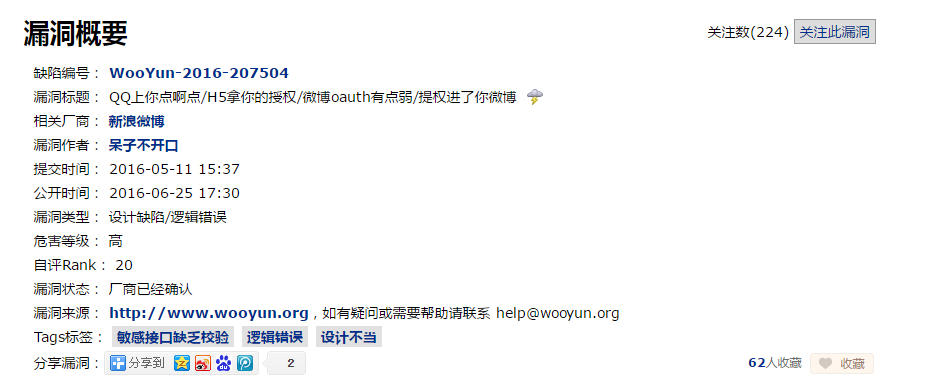 漏洞概要
关注数(224) 关注此漏洞
缺陷编号： WooYun-2016-207504
漏洞标题： QQ上你点啊点/H5拿你的授权/微博oauth有点弱/提权进了你微博
相关厂商： 新浪微博
漏洞作者： 呆子不开口
提交时间： 2016-05-11 15:37
公开时间： 2016-06-25 17:30
漏洞类型： 设计缺陷/逻辑错误
危害等级： 高
自评Rank： 20
漏洞状态： 厂商已经确认
漏洞来源： http://www.wooyun.org，如有疑问或需要帮助请联系 help@wooyun.org
Tags标签： 敏感接口缺乏校验 逻辑错误 设计不当
分享漏洞： 分享到 2
62人收藏 收藏